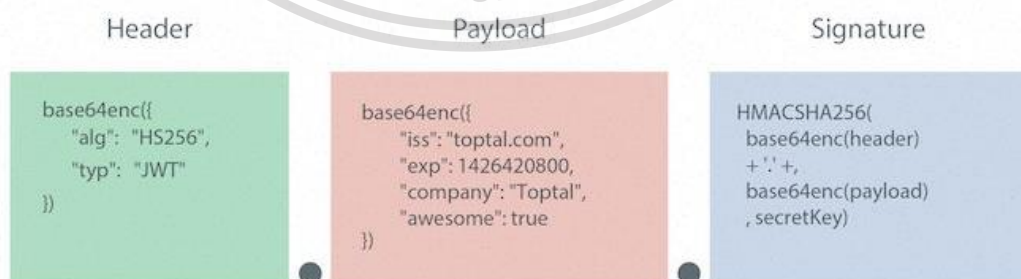 Header
Payload
Signature
base64enc({
"alg": "HS256",
"typ": "JWT"
})
base64enc({
"iss": "toptal.com",
"exp": 1426420800,
"company": "Toptal",
"awesome": true
})
HMACSHA256(
base64enc(header)
+ '.' +,
base64enc(payload)
, secretKey)